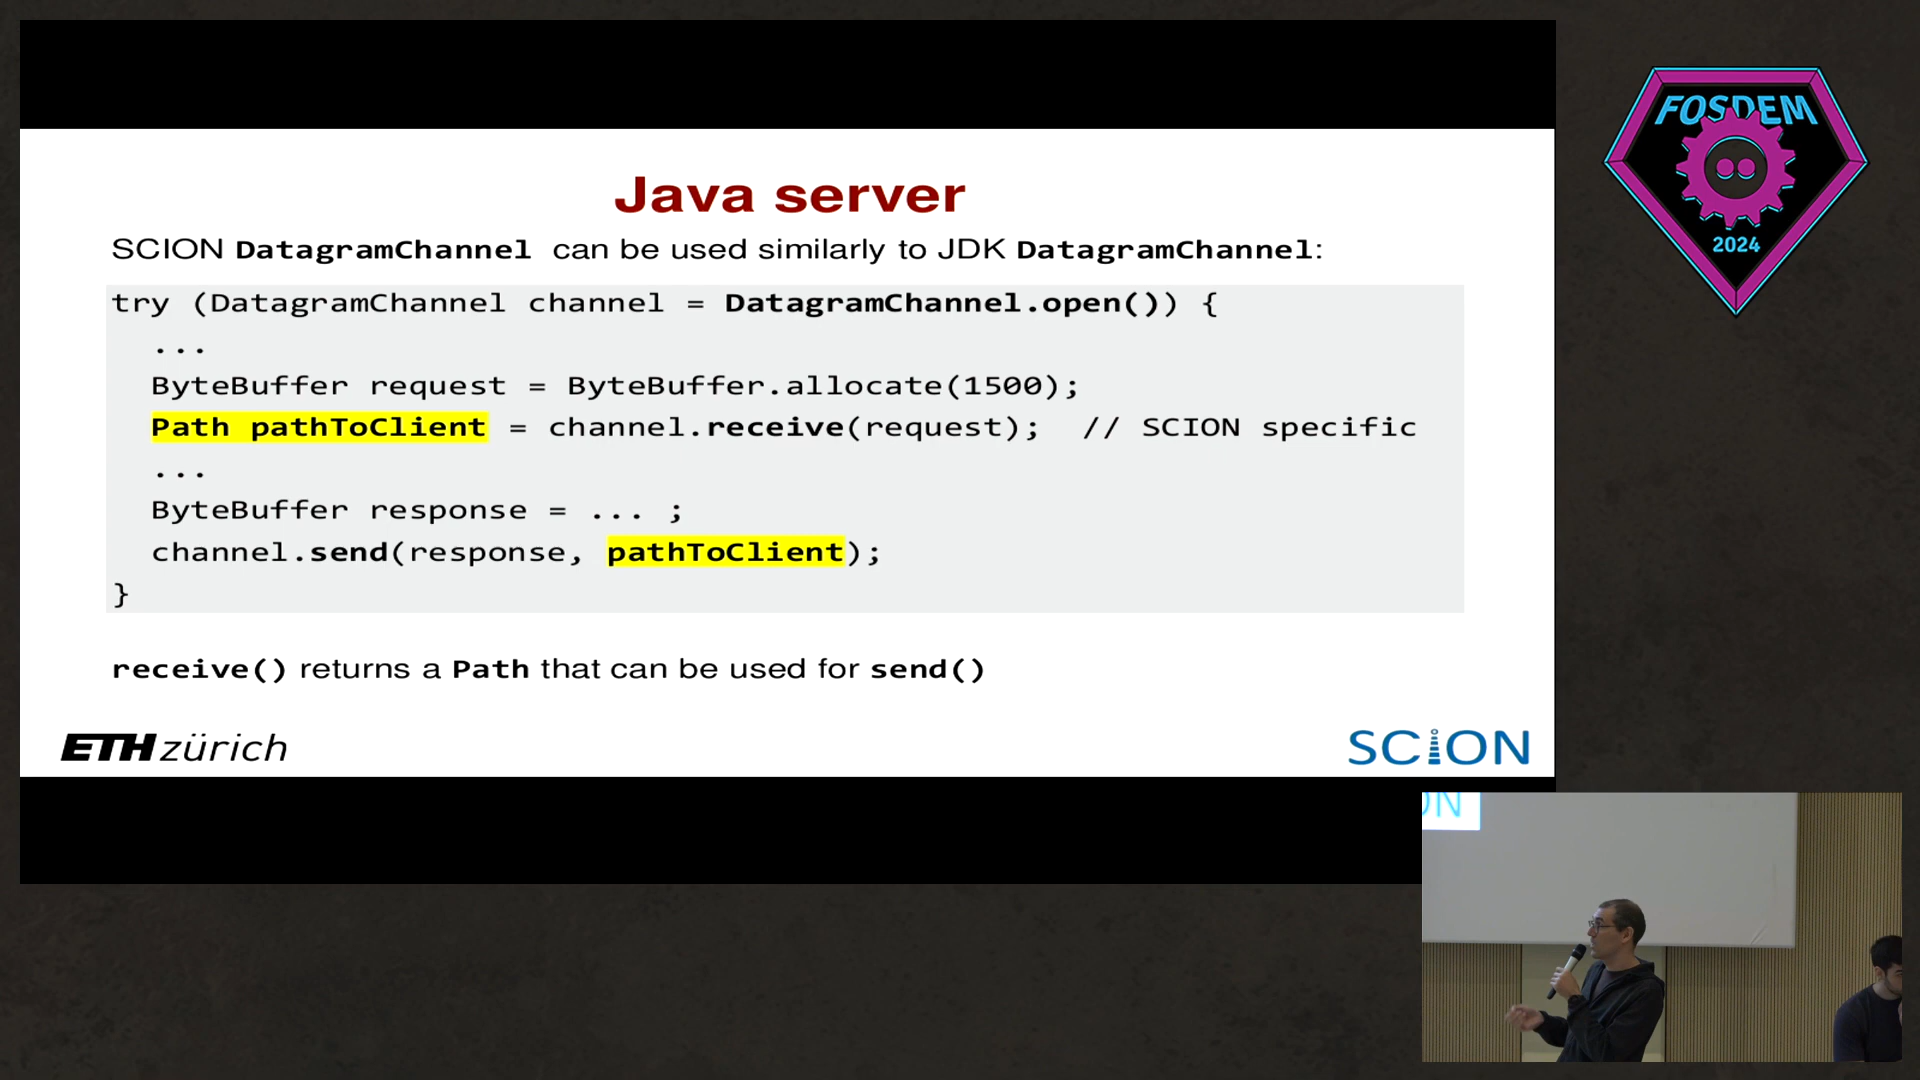 Java server
SCION DatagramChannel can be used similarly to JDK DatagramChannel:
try (DatagramChannel channel = DatagramChannel.open()) {
...
ByteBuffer request = ByteBuffer.allocate(1500);
Path pathToClient = channel.receive(request); // SCION specific
...
ByteBuffer response = ... ;
channel.send(response, pathToClient);
}
receive() returns a Path that can be used for send()
ETH zürich
SCION
FOSDEM
2024
ON